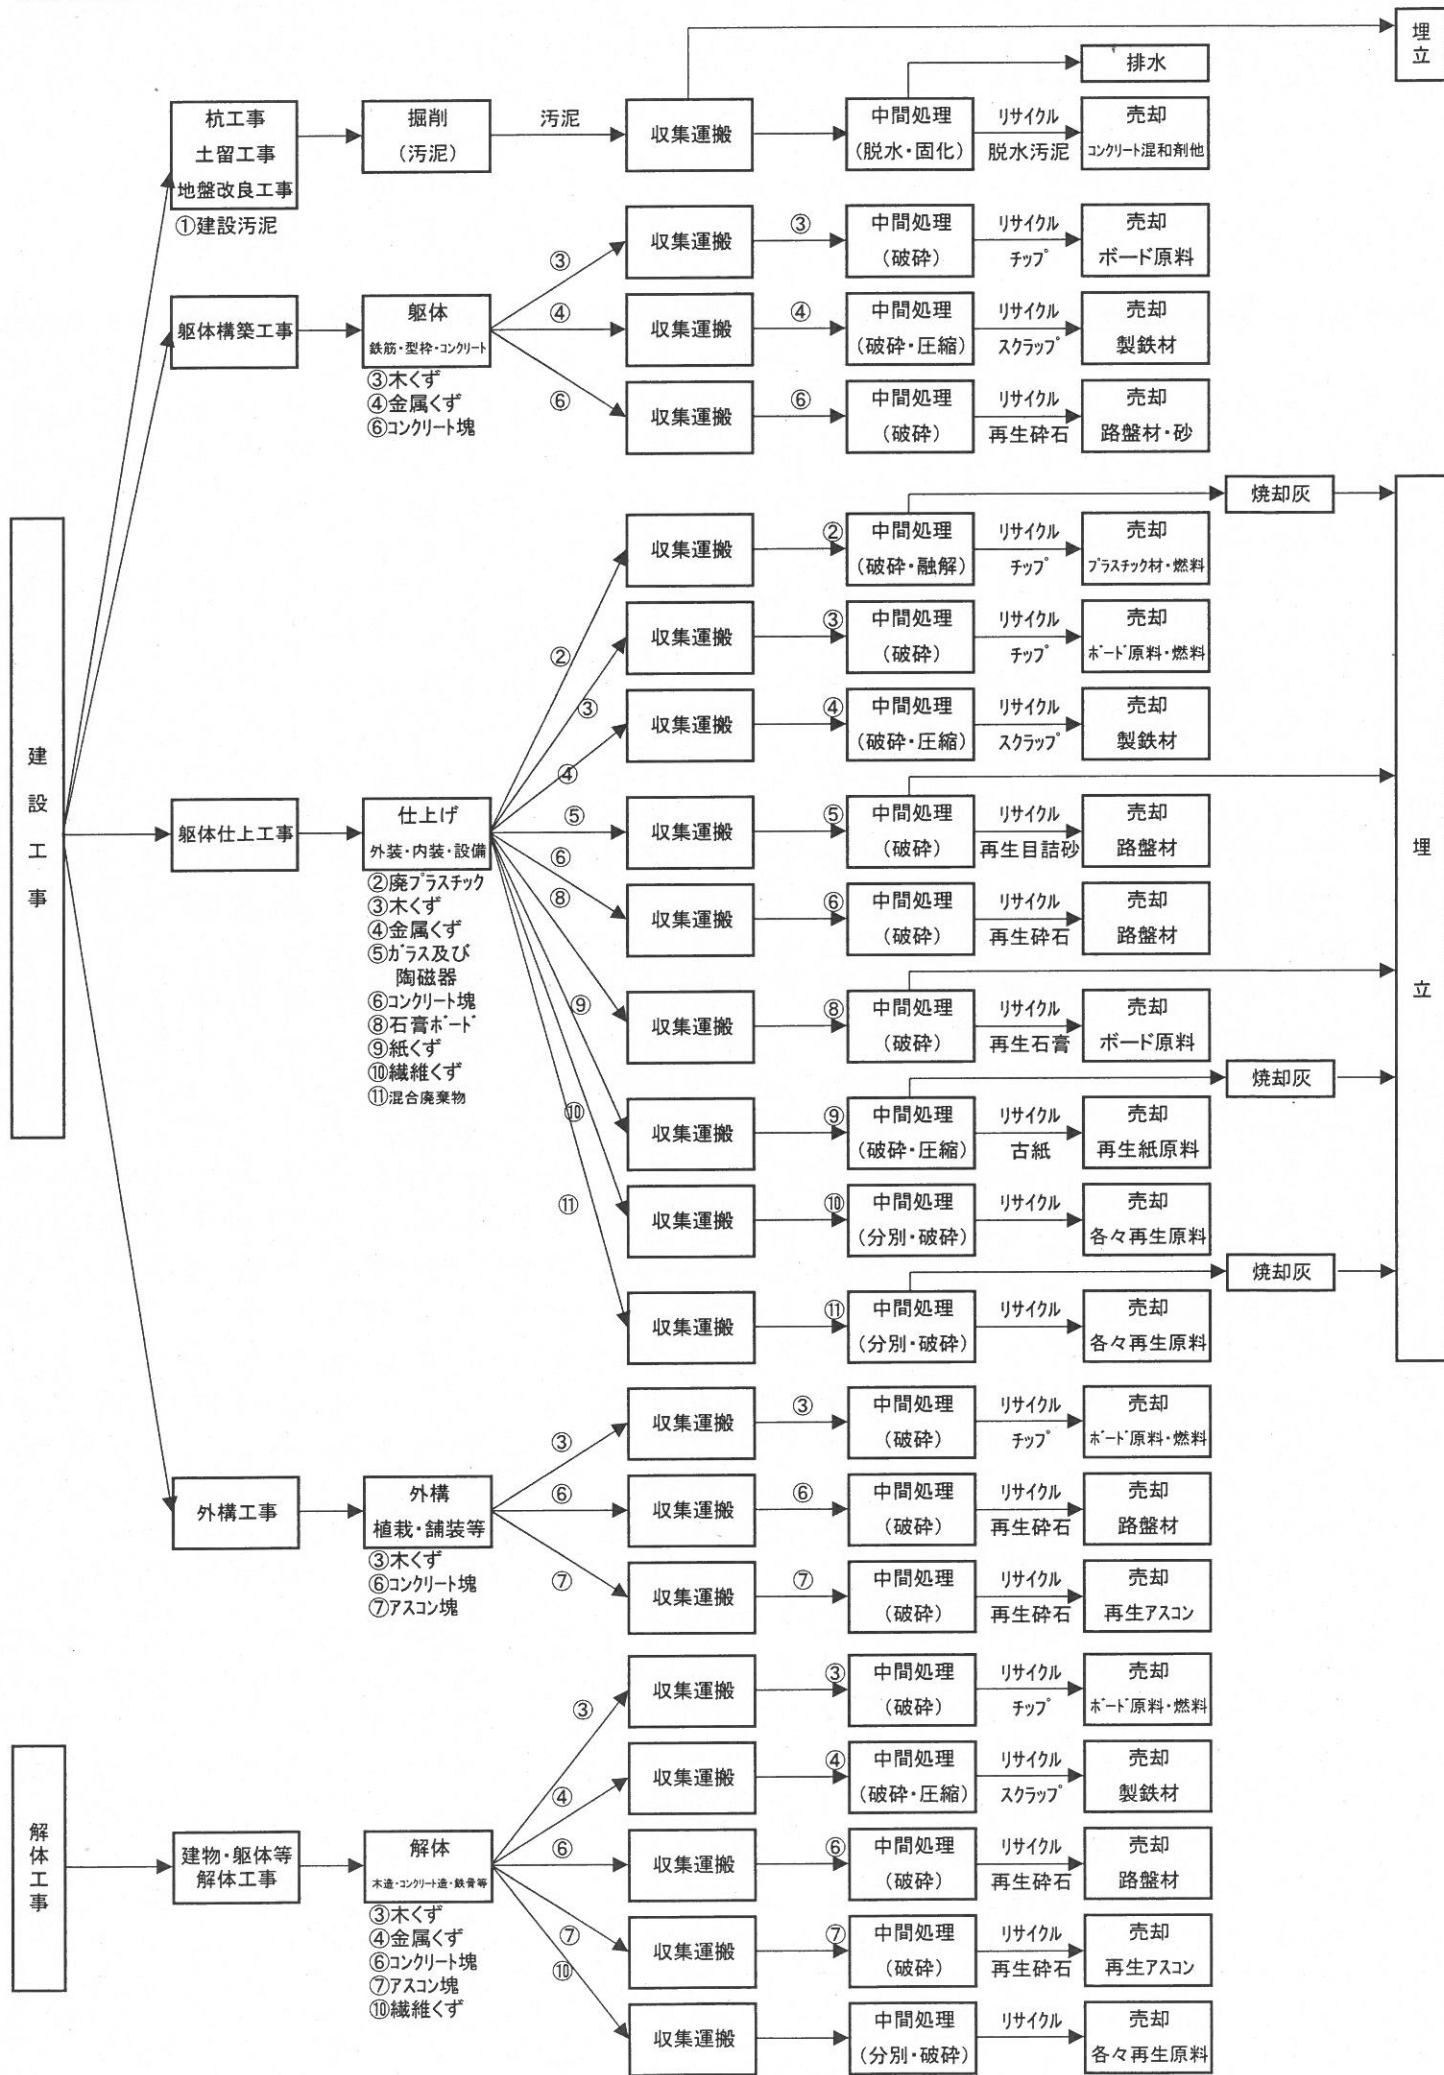 埋立
排水
杭工事
土留工事
地盤改良工事
①建設汚泥
掘削
(汚泥)
汚泥
収集運搬
中間処理
(脱水・固化)
リサイクル
脱水汚泥
売却
コンクリート混和剤他
躯体構築工事
躯体
鉄筋・型枠・コンクリート
③木くず
④金属くず
⑥コンクリート塊
③
収集運搬
③
中間処理
(破砕)
リサイクル
チップ
売却
ボード原料
④
収集運搬
④
中間処理
(破砕・圧縮)
リサイクル
スクラップ
売却
製鉄材
⑥
収集運搬
⑥
中間処理
(破砕)
リサイクル
再生砕石
売却
路盤材・砂
建設工事
躯体仕上工事
仕上げ
外装・内装・設備
②廃プラスチック
③木くず
④金属くず
⑤ガラス及び
陶磁器
⑥コンクリート塊
⑧石膏ボード
⑨紙くず
⑩繊維くず
⑪混合廃棄物
②
収集運搬
②
中間処理
(破砕・融解)
リサイクル
チップ
売却
プラスチック材・燃料
焼却灰
埋立
③
収集運搬
③
中間処理
(破砕)
リサイクル
チップ
売却
ボード原料・燃料
④
収集運搬
④
中間処理
(破砕・圧縮)
リサイクル
スクラップ
売却
製鉄材
⑤
収集運搬
⑤
中間処理
(破砕)
リサイクル
再生目詰砂
売却
路盤材
⑥
収集運搬
⑥
中間処理
(破砕)
リサイクル
再生砕石
売却
路盤材
⑧
収集運搬
⑧
中間処理
(破砕)
リサイクル
再生石膏
売却
ボード原料
⑨
収集運搬
⑨
中間処理
(破砕・圧縮)
リサイクル
古紙
売却
再生紙原料
焼却灰
⑩
収集運搬
⑩
中間処理
(分別・破砕)
リサイクル
売却
各々再生原料
⑪
収集運搬
⑪
中間処理
(分別・破砕)
リサイクル
売却
各々再生原料
焼却灰
外構工事
外構
植栽・舗装等
③木くず
⑥コンクリート塊
⑦アスコン塊
③
収集運搬
③
中間処理
(破砕)
リサイクル
チップ
売却
ボード原料・燃料
⑥
収集運搬
⑥
中間処理
(破砕)
リサイクル
再生砕石
売却
路盤材
⑦
収集運搬
⑦
中間処理
(破砕)
リサイクル
再生砕石
売却
再生アスコン
解体工事
建物・躯体等
解体工事
解体
木造・コンクリート造・鉄骨等
③木くず
④金属くず
⑥コンクリート塊
⑦アスコン塊
⑩繊維くず
③
収集運搬
③
中間処理
(破砕)
リサイクル
チップ
売却
ボード原料・燃料
④
収集運搬
④
中間処理
(破砕・圧縮)
リサイクル
スクラップ
売却
製鉄材
⑥
収集運搬
⑥
中間処理
(破砕)
リサイクル
再生砕石
売却
路盤材
⑦
収集運搬
⑦
中間処理
(破砕)
リサイクル
再生砕石
売却
再生アスコン
⑩
収集運搬
中間処理
(分別・破砕)
リサイクル
売却
各々再生原料